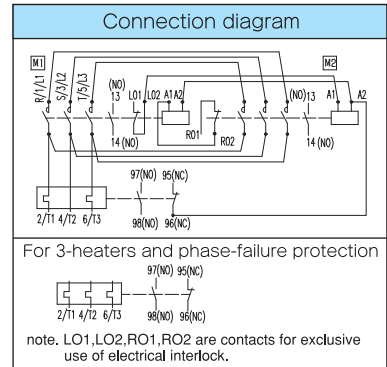 Connection diagram
M1 M2
R/1/L1 S/3/L2 T/5/L3
(NO) 13 LO1 LO2 A1 A2 (NO) 13 A1 A2
RO1
14(NO) RO2 14(NO)
97(NO) 95(NC)
2/T1 4/T2 6/T3 98(NO) 96(NC)
For 3-heaters and phase-failure protection
97(NO) 95(NC)
2/T1 4/T2 6/T3 98(NO) 96(NC)
note. LO1,LO2,RO1,RO2 are contacts for exclusive
use of electrical interlock.